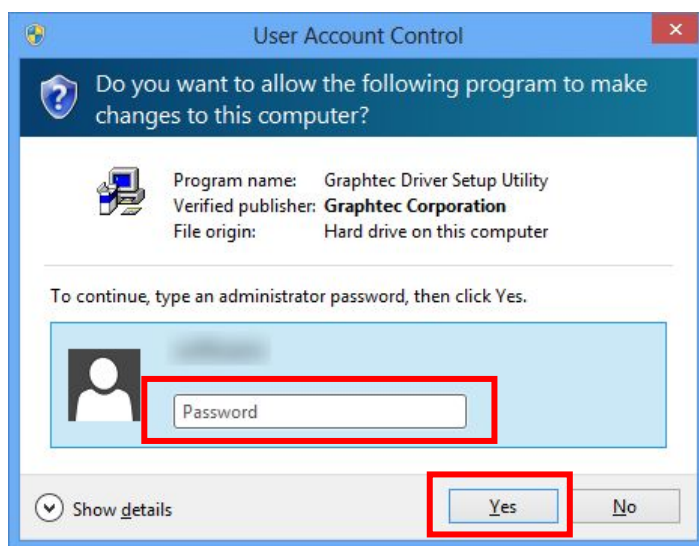 User Account Control
Do you want to allow the following program to make
changes to this computer?
Program name: Graphtec Driver Setup Utility
Verified publisher: Graphtec Corporation
File origin: Hard drive on this computer
To continue, type an administrator password, then click Yes.
Password
Show details
Yes No